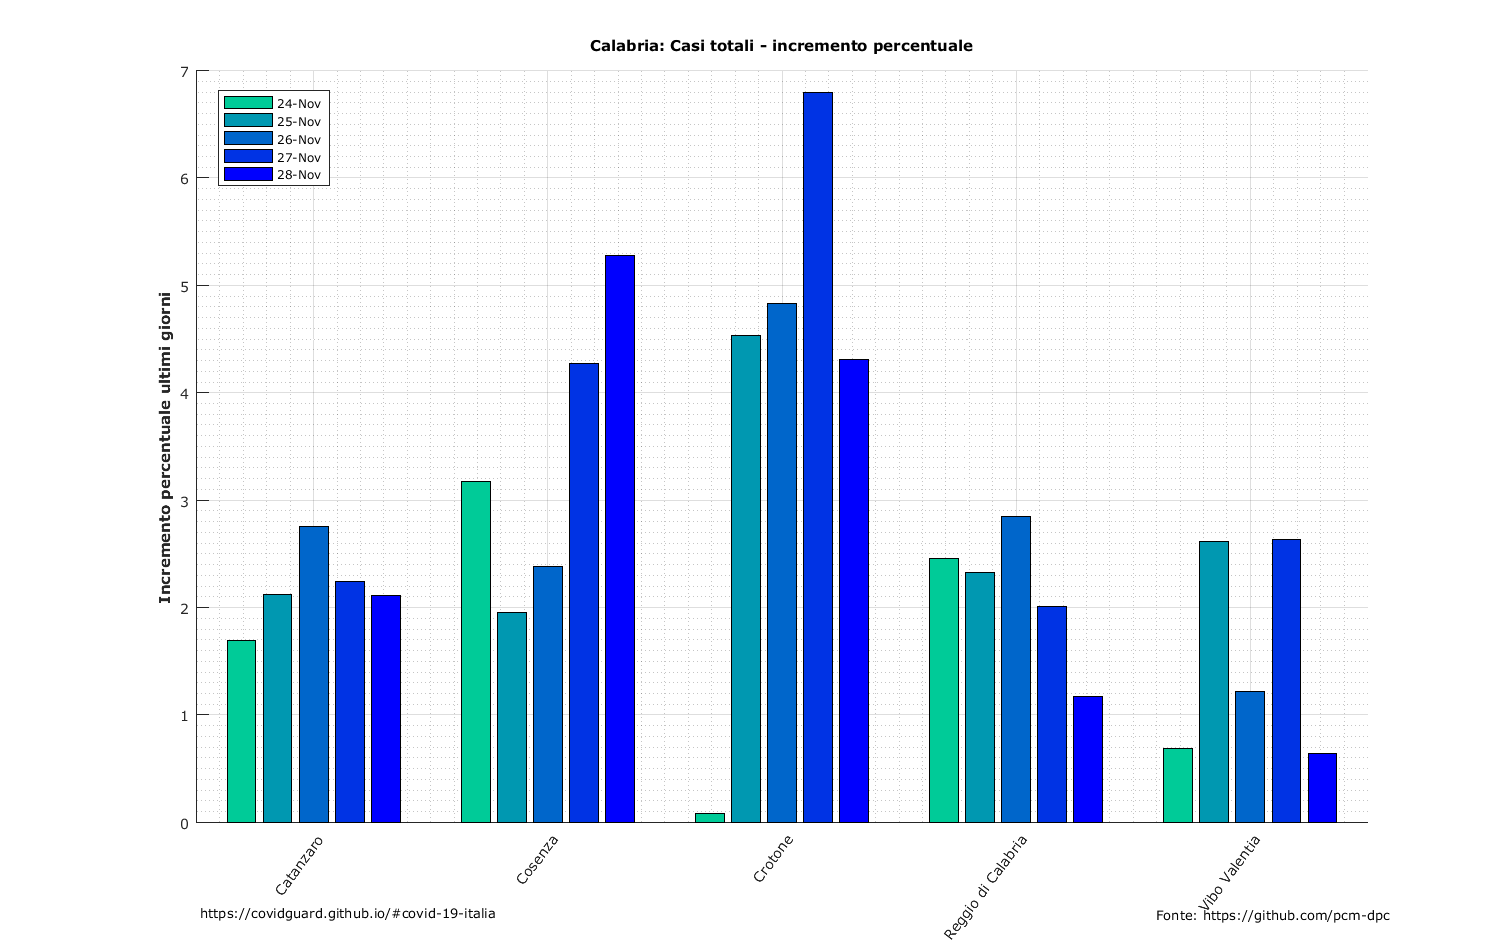 Calabria: Casi totali - incremento percentuale
7
6
5
4
3
2
1
0
Incremento percentuale ultimi giorni
24-Nov
25-Nov
26-Nov
27-Nov
28-Nov
Catanzaro
Cosenza
Crotone
Reggio di Calabria
Vibo Valentia
https://covidguard.github.io/#covid-19-italia
Fonte: https://github.com/pcm-dpc